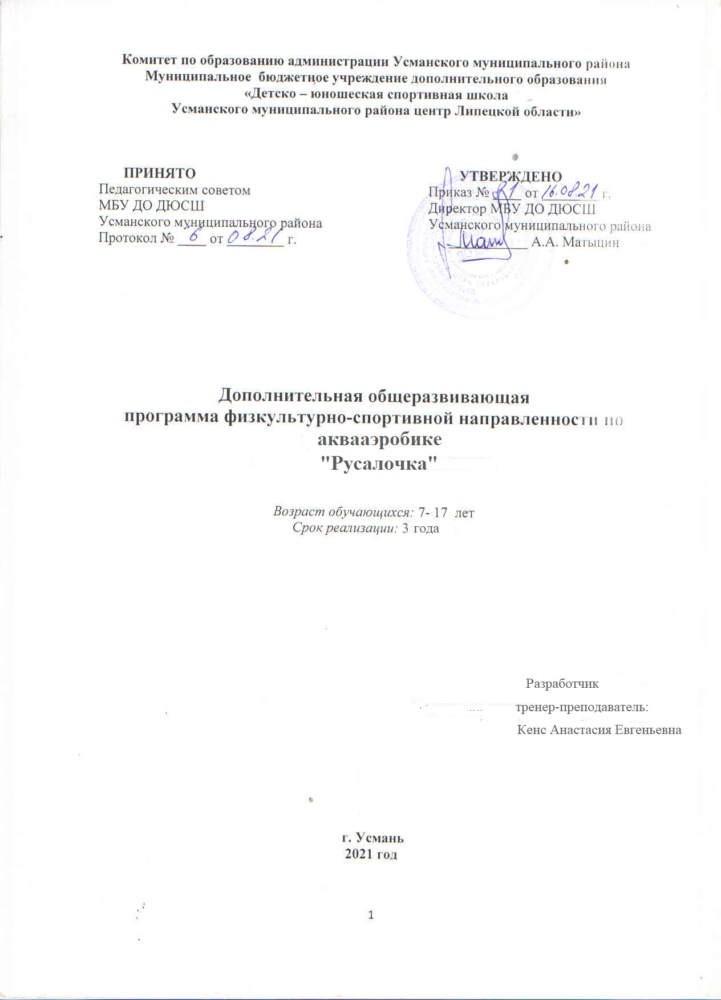 Комитет по образованию администрации Усманского муниципального района
Муниципальное бюджетное учреждение дополнительного образования
«Детско – юношеская спортивная школа
Усманского муниципального района центр Липецкой области»
ПРИНЯТО
Педагогическим советом
МБУ ДО ДЮСШ
Усманского муниципального района
Протокол № 6 от 08.21 г.
УТВЕРЖДЕНО
Приказ № 81 от 16.08.21 г.
Директор МБУ ДО ДЮСШ
Усманского муниципального района
А.А. Матыцин
Дополнительная общеразвивающая
программа физкультурно-спортивной направленности по
аквааэробике
"Русалочка"
Возраст обучающихся: 7- 17 лет
Срок реализации: 3 года
Разработчик
тренер-преподаватель:
Кенс Анастасия Евгеньевна
г. Усмань
2021 год
1